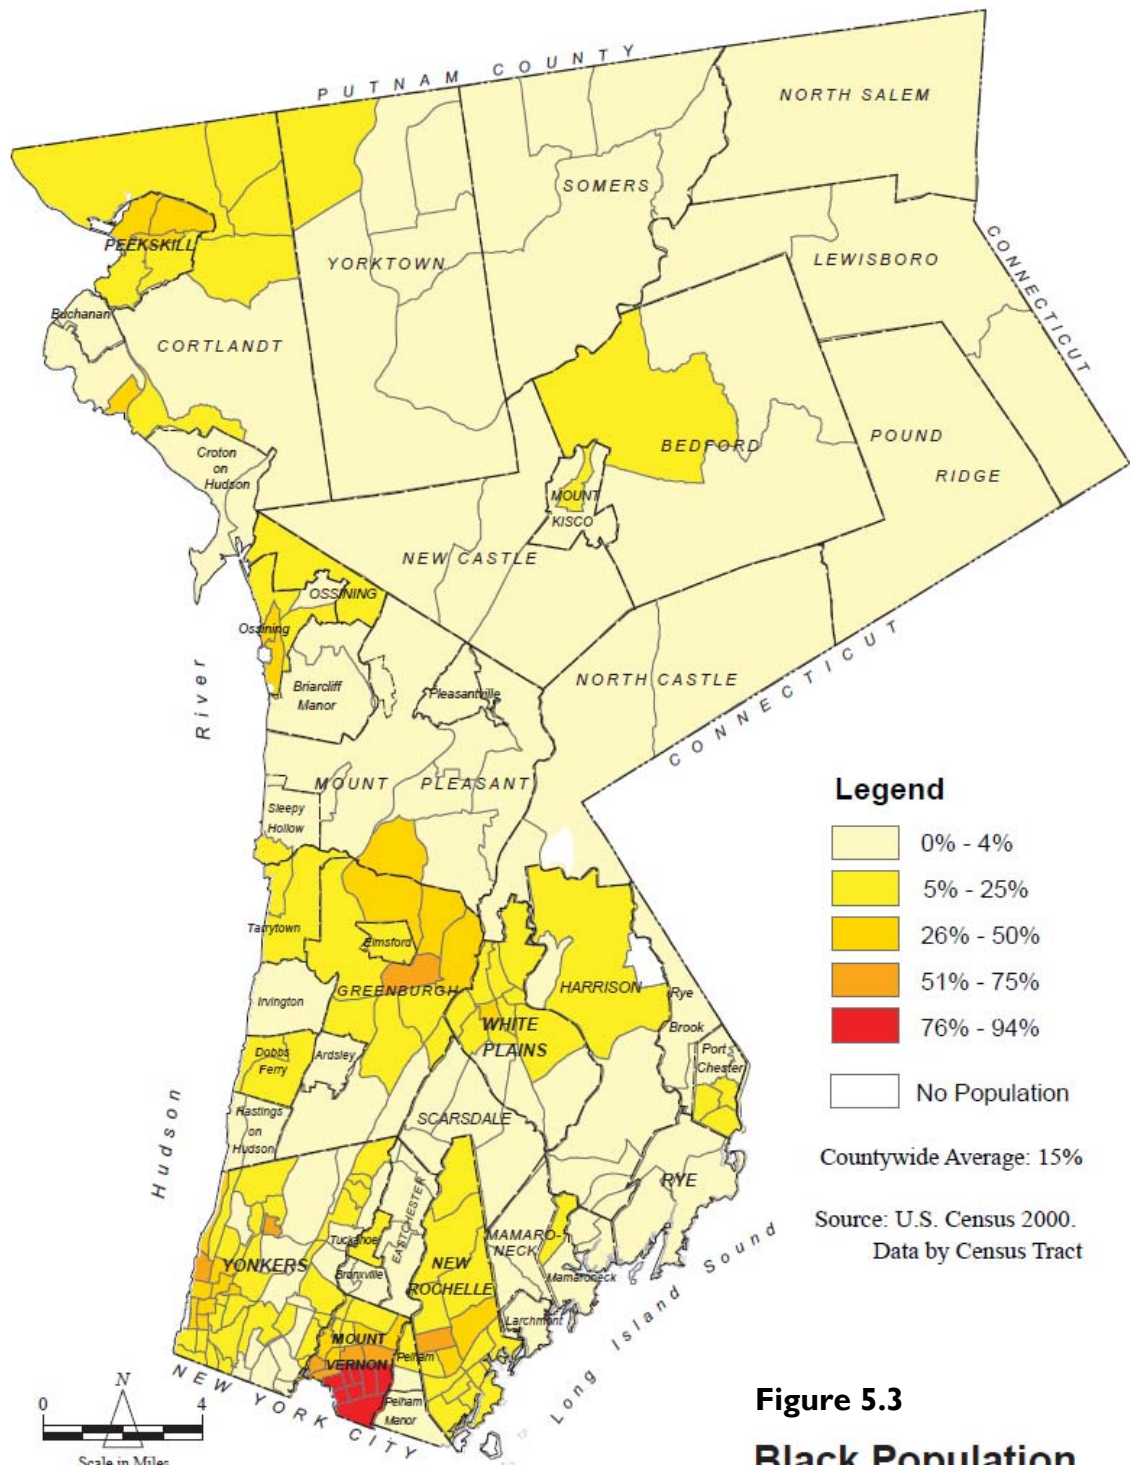 PUTNAM COUNTY
NORTH SALEM
SOMERS
PEEKSKILL
YORKTOWN
LEWISBORO
CONNECTICUT
Buchanan
CORTLANDT
BEDFORD
POUND
RIDGE
Croton
on
Hudson
MOUNT
KISCO
NEW CASTLE
OSSINING
Ossining
River
Briarcliff
Manor
Pleasantville
NORTH CASTLE
CONNECTICUT
MOUNT PLEASANT
Sleepy
Hollow
Legend
0% - 4%
5% - 25%
26% - 50%
51% - 75%
76% - 94%
No Population
Countywide Average: 15%
Source: U.S. Census 2000.
Data by Census Tract
Tarrytown
Elmsford
GREENBURGH
HARRISON
Irvington
Rye
Brook
WHITE
PLAINS
Port
Chester
Dobbs
Ferry
Ardsley
Hudson
Hastings
on
Hudson
SCARSDALE
RYE
EASTCHESTER
Tuckahoe
MAMARO-
NECK
YONKERS
Bronxville
NEW
ROCHELLE
Mamaroneck
Larchmont
Long Island Sound
MOUNT
VERNON
Pelham
Pelham
Manor
NEW YORK CITY
N
0 4
Scale in Miles
Figure 5.3
Black Population